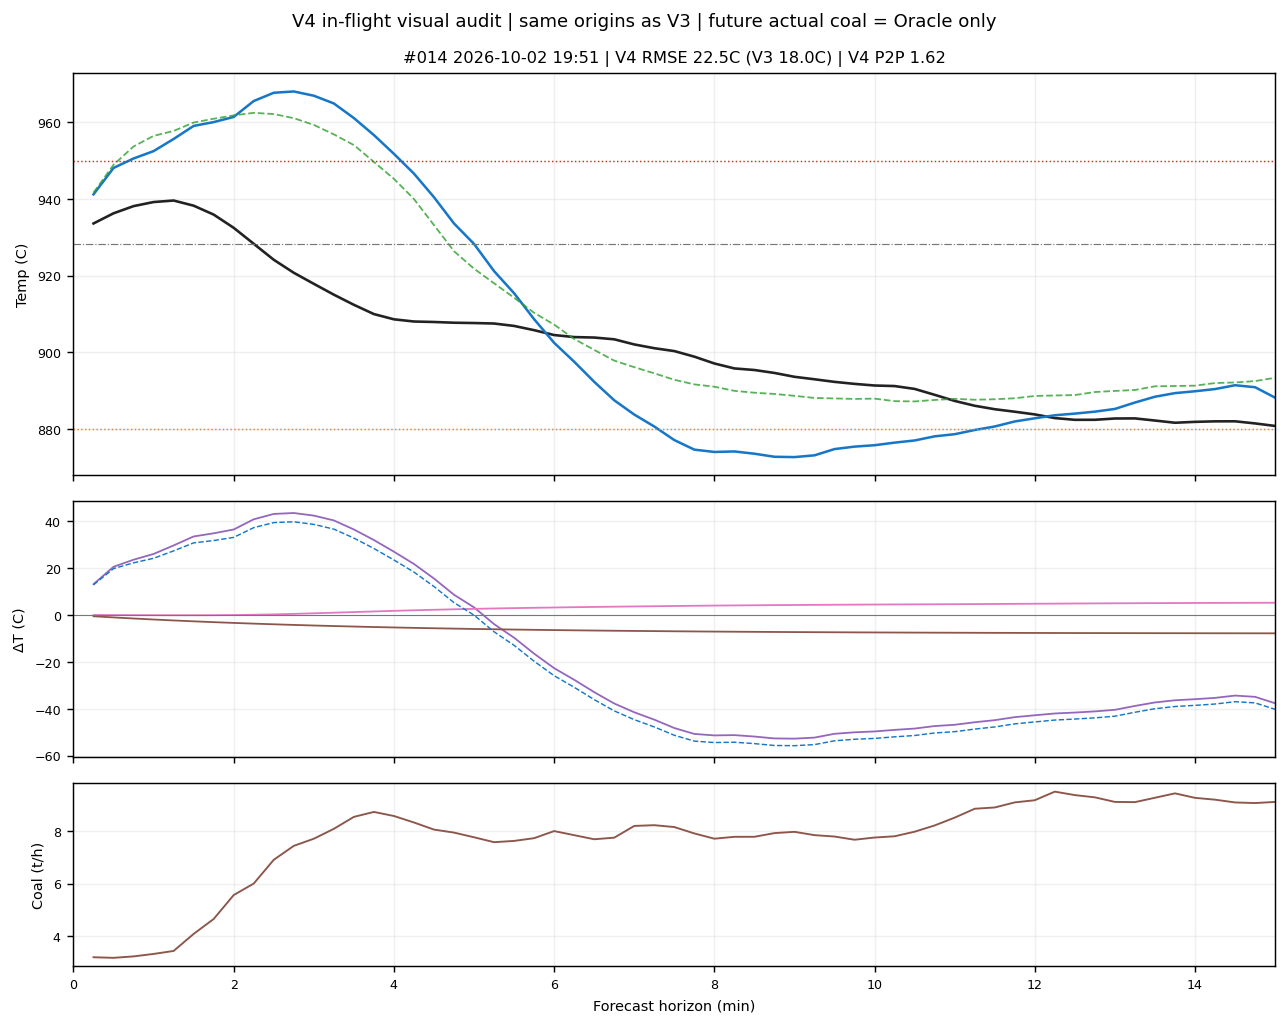 V4 in-flight visual audit | same origins as V3 | future actual coal = Oracle only
#014 2026-10-02 19:51 | V4 RMSE 22.5C (V3 18.0C) | V4 P2P 1.62
Temp (C)
960
940
920
900
880
ΔT (C)
40
20
0
−20
−40
−60
Coal (t/h)
8
6
4
0 2 4 6 8 10 12 14
Forecast horizon (min)